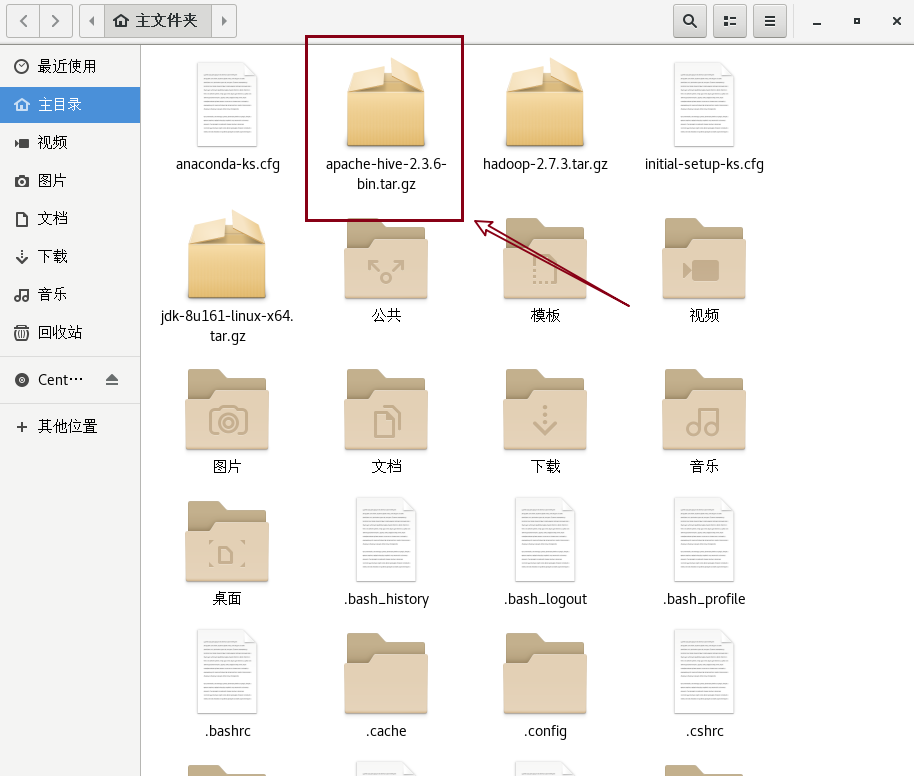 主文件夹
最近使用
主目录
视频
图片
文档
下载
音乐
回收站
Cent···
其他位置
anaconda-ks.cfg
apache-hive-2.3.6-
bin.tar.gz
hadoop-2.7.3.tar.gz
initial-setup-ks.cfg
jdk-8u161-linux-x64.
tar.gz
公共
模板
视频
图片
文档
下载
音乐
桌面
.bash_history
.bash_logout
.bash_profile
.bashrc
.cache
.config
.cshrc